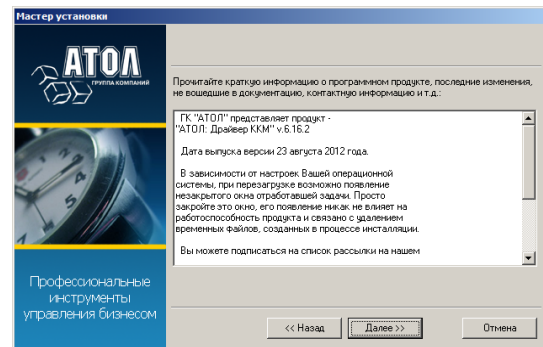 Мастер установки
АТОЛ
ГРУППА КОМПАНИЙ
Прочитайте краткую информацию о программном продукте, последние изменения,
не вошедшие в документацию, контактную информацию и т.д.:
ГК "АТОЛ" представляет продукт -
"АТОЛ: Драйвер ККМ" v.6.16.2
Дата выпуска версии 23 августа 2012 года.
В зависимости от настроек Вашей операционной
системы, при перезагрузке возможно появление
незакрытого окна отработавшей задачи. Просто
закройте это окно, его появление никак не влияет на
работоспособность продукта и связано с удалением
временных файлов, созданных в процессе инсталляции.
Вы можете подписаться на список рассылки на нашем
Профессиональные
инструменты
управления бизнесом
<< Назад
Далее >>
Отмена